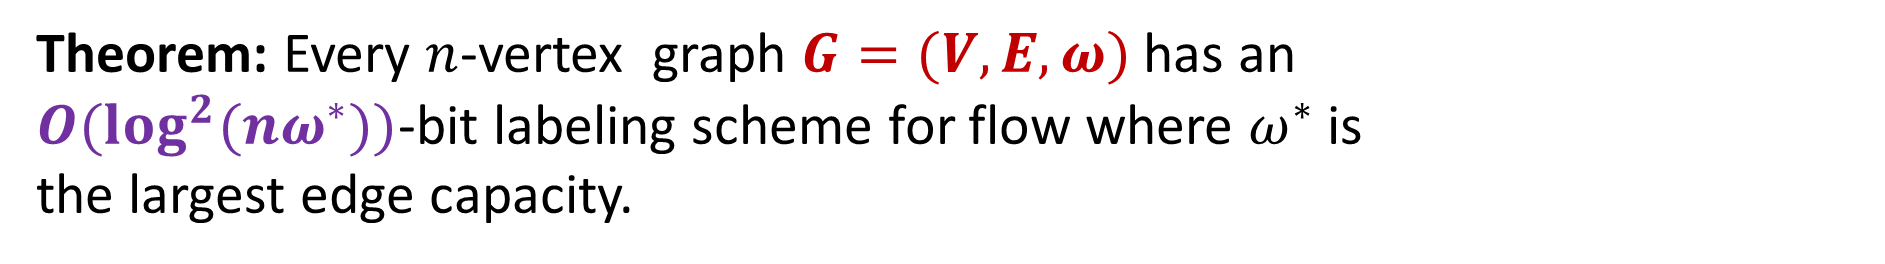 Theorem: Every 𝑛-vertex graph 𝑮 = (𝑽, 𝑬, 𝝎) has an
𝑶(𝐥𝐨𝐠²(𝒏𝝎*))-bit labeling scheme for flow where 𝜔* is
the largest edge capacity.